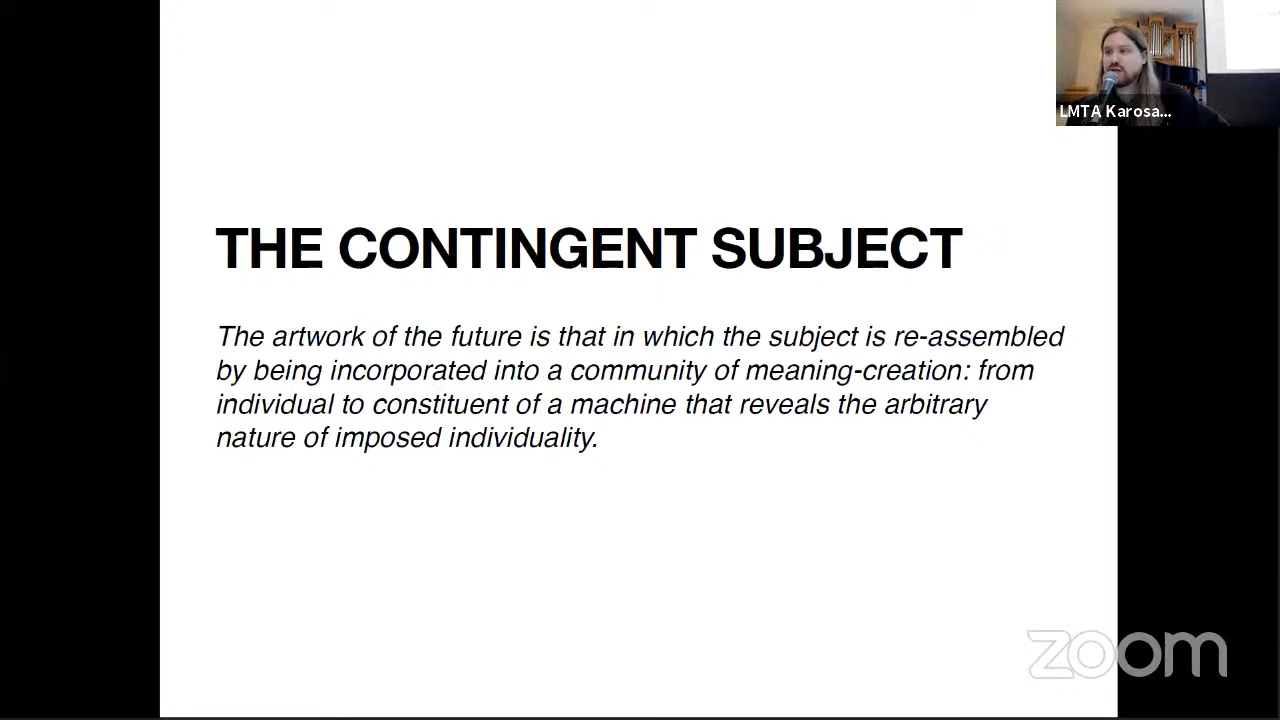 LMTA Karosa...
THE CONTINGENT SUBJECT
The artwork of the future is that in which the subject is re-assembled
by being incorporated into a community of meaning-creation: from
individual to constituent of a machine that reveals the arbitrary
nature of imposed individuality.
zoom